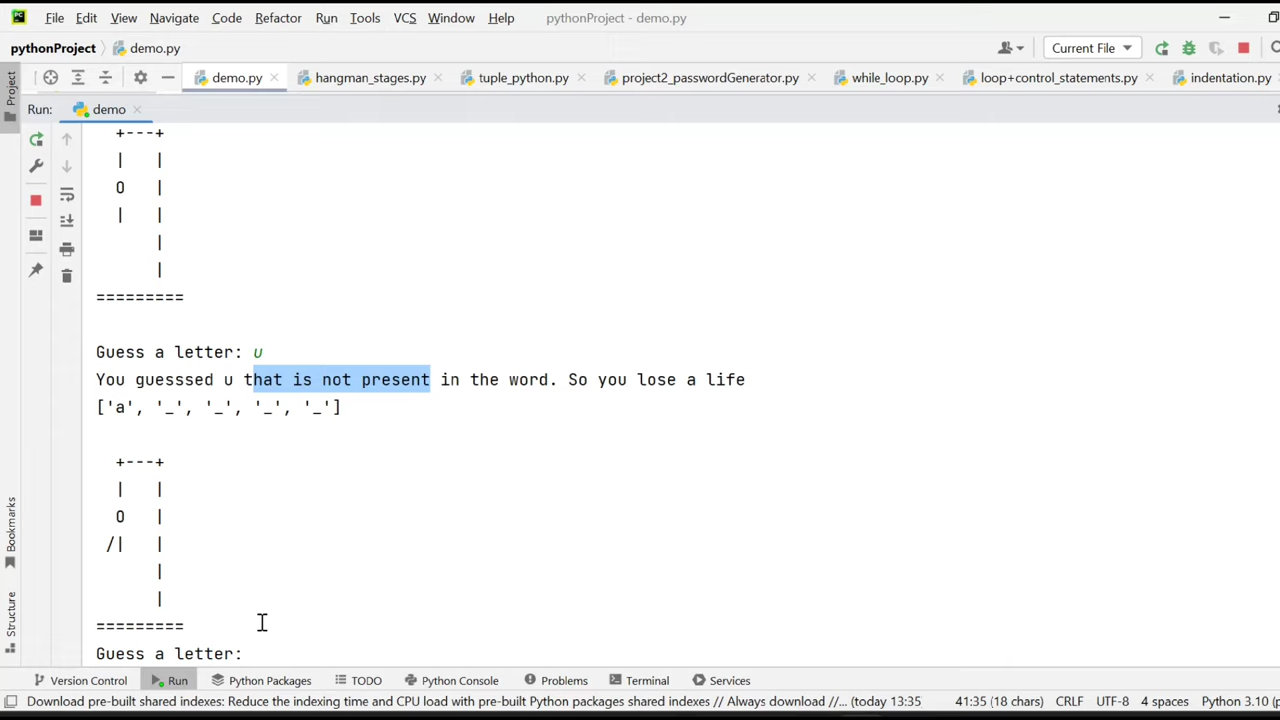 File Edit View Navigate Code Refactor Run Tools VCS Window Help pythonProject - demo.py
pythonProject demo.py Current File
Project demo.py hangman_stages.py tuple_python.py project2_passwordGenerator.py while_loop.py loop+control_statements.py indentation.py
Run: demo
+---+
|   |
O   |
|   |
    |
    |
=========
Guess a letter: u
You guesssed u that is not present in the word. So you lose a life
['a', '_', '_', '_', '_']
+---+
|   |
O   |
/|   |
    |
    |
=========
Guess a letter:
Bookmarks
Structure
Version Control Run Python Packages TODO Python Console Problems Terminal Services
Download pre-built shared indexes: Reduce the indexing time and CPU load with pre-built Python packages shared indexes // Always download //... (today 13:35 41:35 (18 chars) CRLF UTF-8 4 spaces Python 3.10